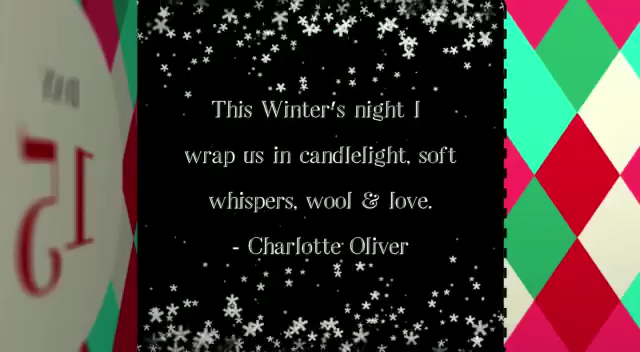 This Winter's night I
wrap us in candlelight, soft
whispers, wool & love.
- Charlotte Oliver
15